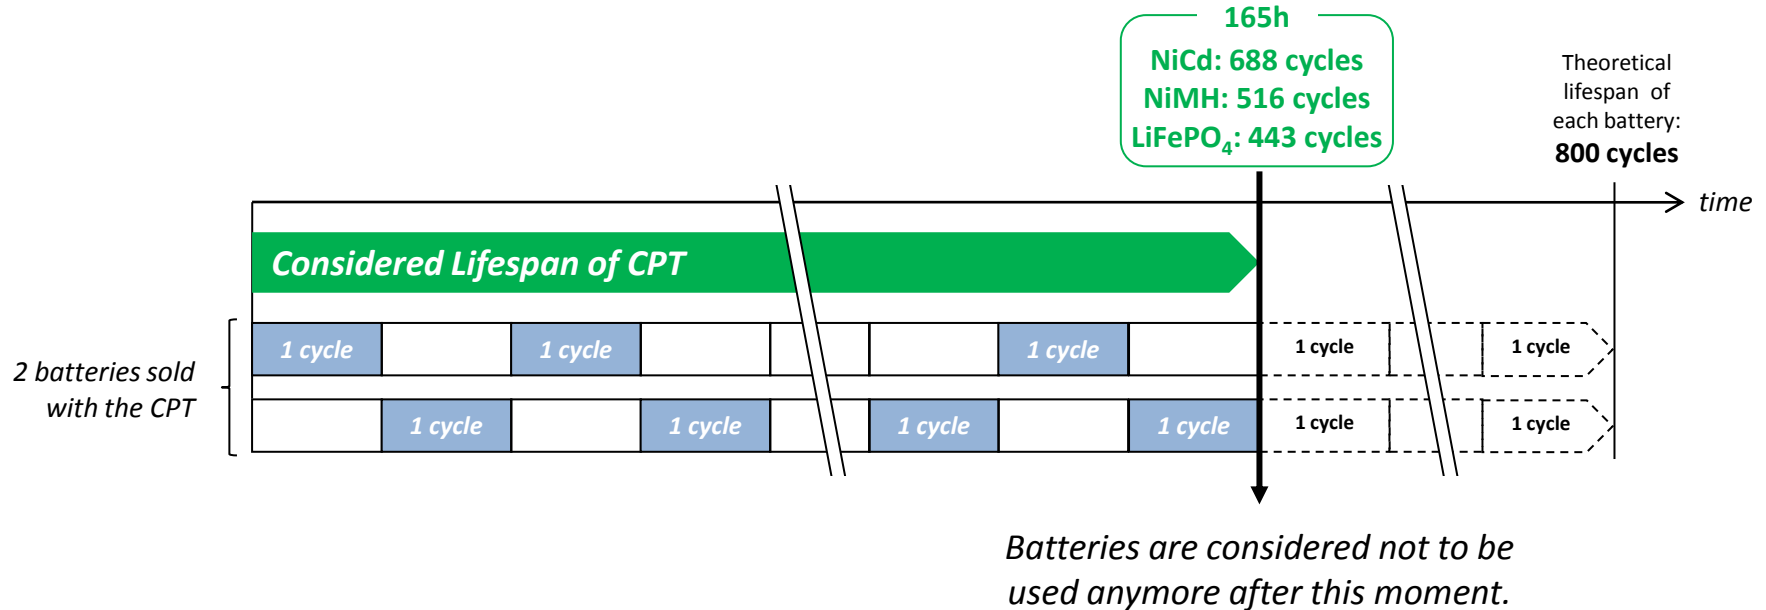 165h
NiCd: 688 cycles
NiMH: 516 cycles
LiFePO₄: 443 cycles
Theoretical
lifespan of
each battery:
800 cycles
time
Considered Lifespan of CPT
2 batteries sold
with the CPT
1 cycle 1 cycle 1 cycle 1 cycle 1 cycle
1 cycle 1 cycle 1 cycle 1 cycle 1 cycle 1 cycle
Batteries are considered not to be
used anymore after this moment.